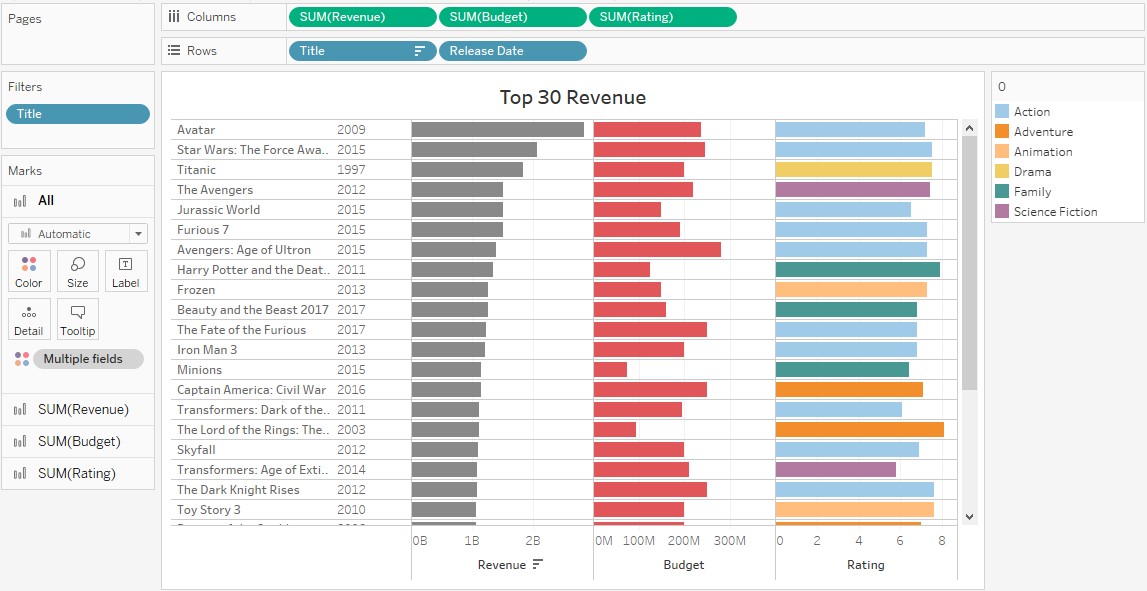 Pages
Columns
SUM(Revenue)
SUM(Budget)
SUM(Rating)
Rows
Title
Release Date
Filters
Title
Marks
All
Automatic
Color
Size
Label
Detail
Tooltip
Multiple fields
SUM(Revenue)
SUM(Budget)
SUM(Rating)
Top 30 Revenue
Avatar 2009
Star Wars: The Force Awa.. 2015
Titanic 1997
The Avengers 2012
Jurassic World 2015
Furious 7 2015
Avengers: Age of Ultron 2015
Harry Potter and the Deat.. 2011
Frozen 2013
Beauty and the Beast 2017 2017
The Fate of the Furious 2017
Iron Man 3 2013
Minions 2015
Captain America: Civil War 2016
Transformers: Dark of the.. 2011
The Lord of the Rings: The.. 2003
Skyfall 2012
Transformers: Age of Exti.. 2014
The Dark Knight Rises 2012
Toy Story 3 2010
0B 1B 2B
0M 100M 200M 300M
0 2 4 6 8
Revenue
Budget
Rating
0
Action
Adventure
Animation
Drama
Family
Science Fiction